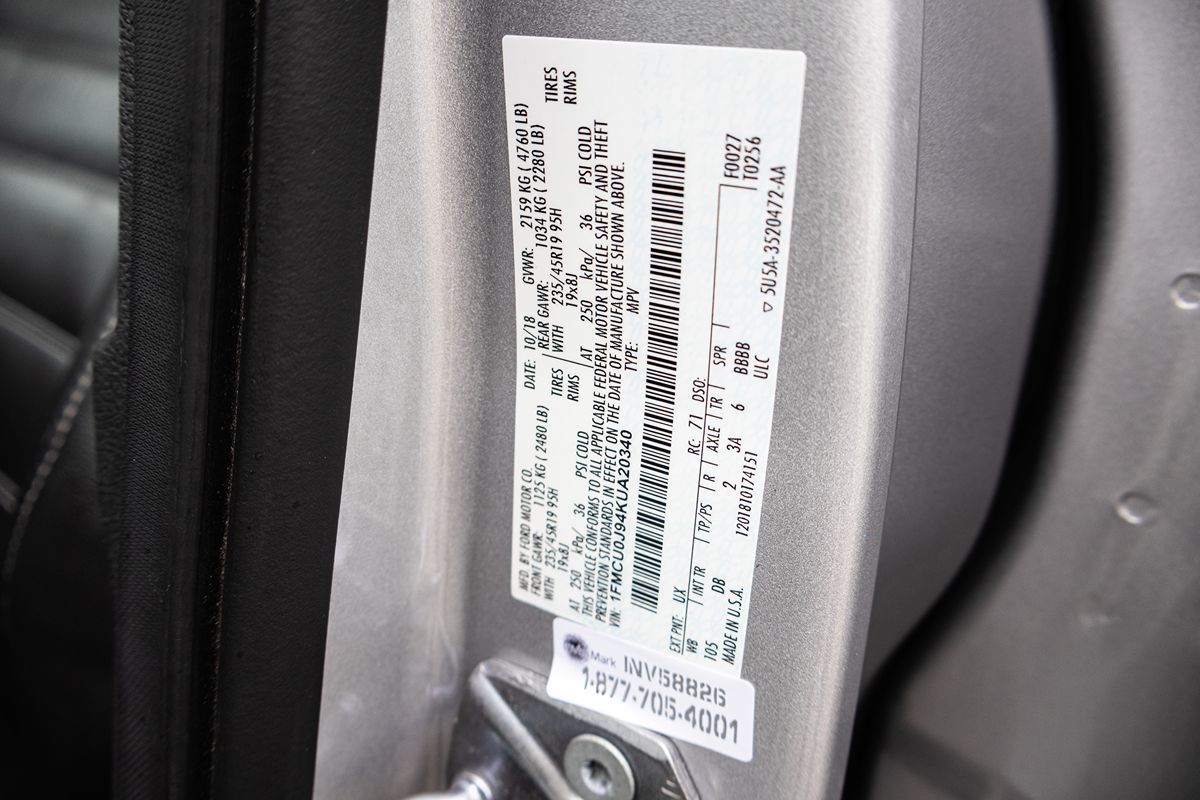 MFD. BY FORD MOTOR CO.
DATE: 10/18 GVWR: 2159 KG ( 4760 LB)
FRONT GAWR: 1125 KG ( 2480 LB) REAR GAWR: 1034 KG ( 2280 LB)
WITH 235/45R19 95H TIRES WITH 235/45R19 95H TIRES
19x8J RIMS 19x8J RIMS
AT 250 kPa/ 36 PSI COLD AT 250 kPa/ 36 PSI COLD
THIS VEHICLE CONFORMS TO ALL APPLICABLE FEDERAL MOTOR VEHICLE SAFETY AND THEFT
PREVENTION STANDARDS IN EFFECT ON THE DATE OF MANUFACTURE SHOWN ABOVE.
VIN: 1FMCU0J94KUA20340 TYPE: MPV
EXT PNT: UX RC: 71 DSO: F0027
T0256
WB INT TR TP/PS R AXLE TR SPR
105 DB 2 3A 6 BBBB
MADE IN U.S.A. 1201810174151 ULC
▽ 5U5A-3520472-AA
Mark INV58826
1-877-705-4001